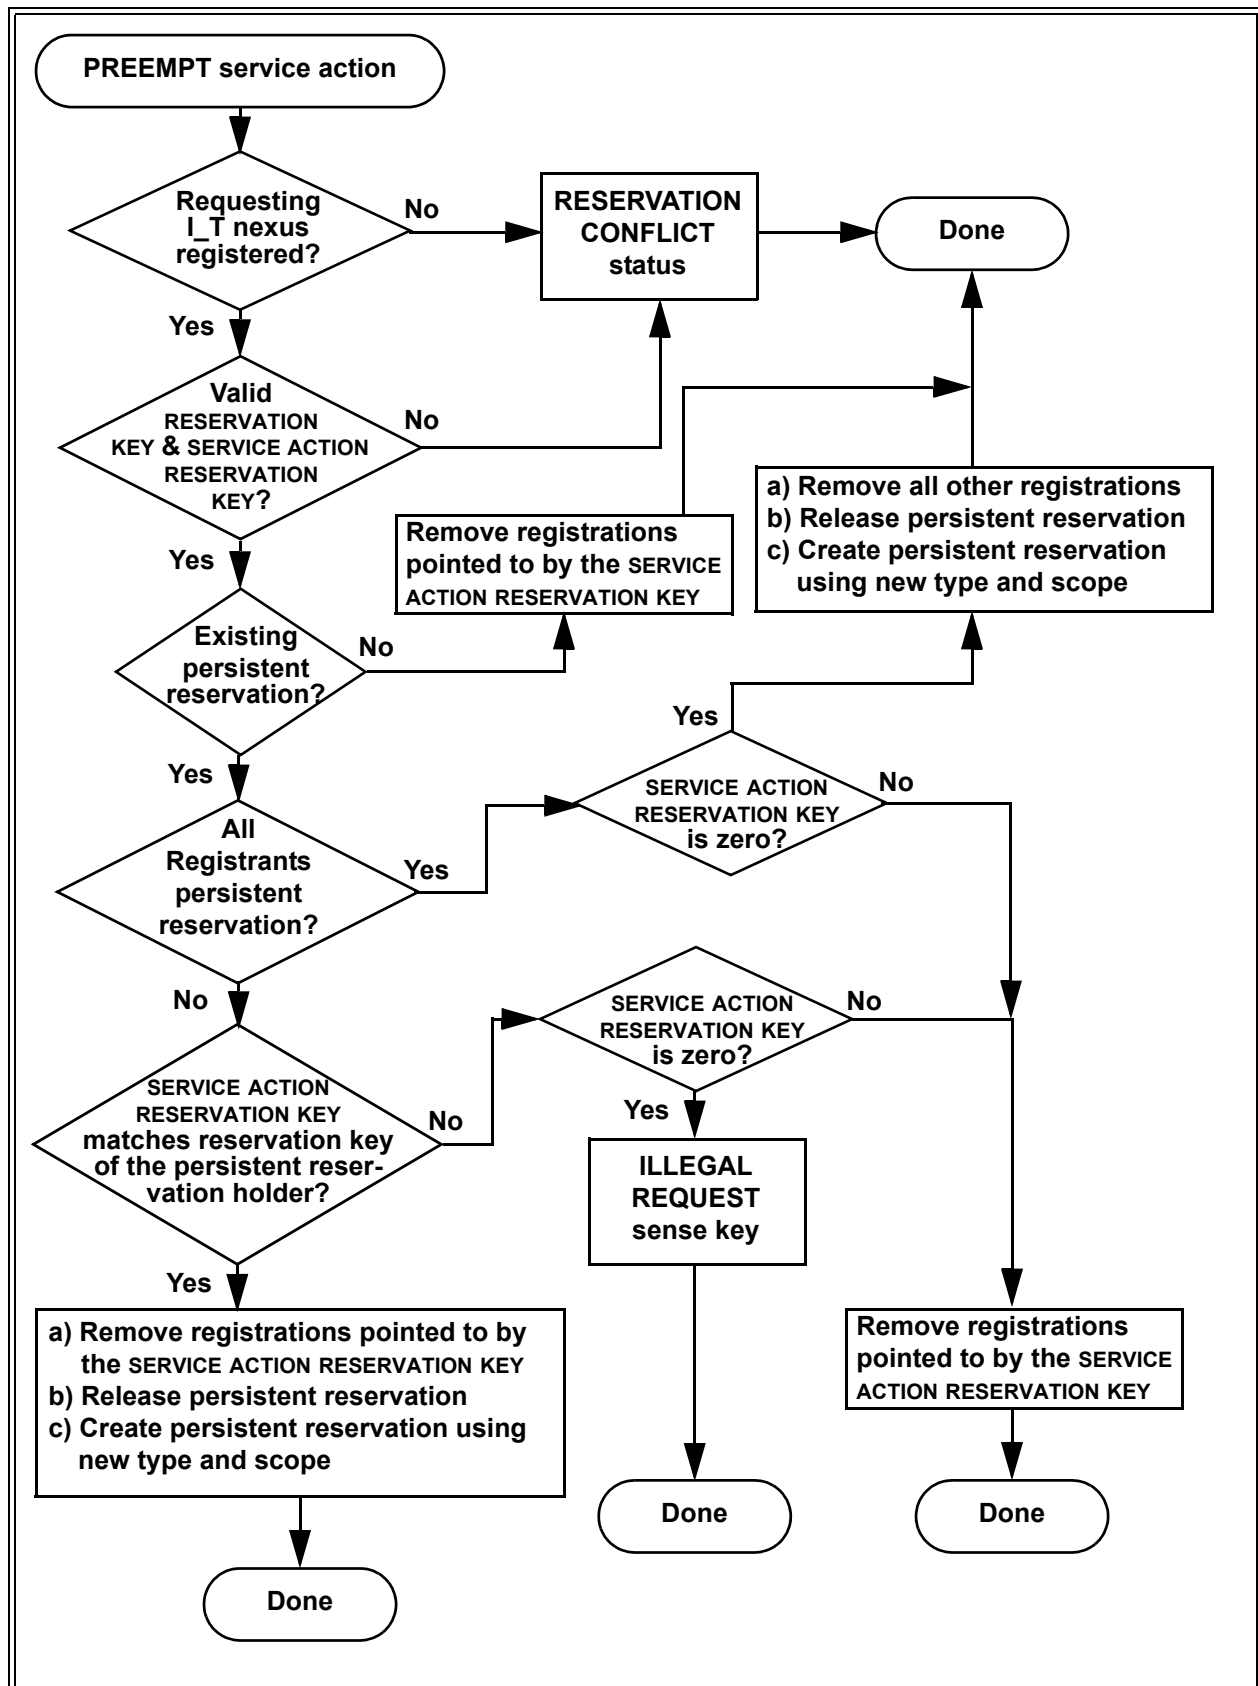 PREEMPT service action
Requesting
I_T nexus
registered?
No
RESERVATION
CONFLICT
status
Done
Yes
Valid
RESERVATION
KEY & SERVICE ACTION
RESERVATION
KEY?
No
a) Remove all other registrations
b) Release persistent reservation
c) Create persistent reservation
using new type and scope
Remove registrations
pointed to by the SERVICE
ACTION RESERVATION KEY
Yes
Existing
persistent
reservation?
No
Yes
Yes
SERVICE ACTION
RESERVATION KEY
is zero?
No
All
Registrants
persistent
reservation?
Yes
No
SERVICE ACTION
RESERVATION KEY
is zero?
No
SERVICE ACTION
RESERVATION KEY
matches reservation key
of the persistent reser-
vation holder?
No
Yes
ILLEGAL
REQUEST
sense key
Yes
a) Remove registrations pointed to by
the SERVICE ACTION RESERVATION KEY
b) Release persistent reservation
c) Create persistent reservation using
new type and scope
Remove registrations
pointed to by the SERVICE
ACTION RESERVATION KEY
Done
Done
Done